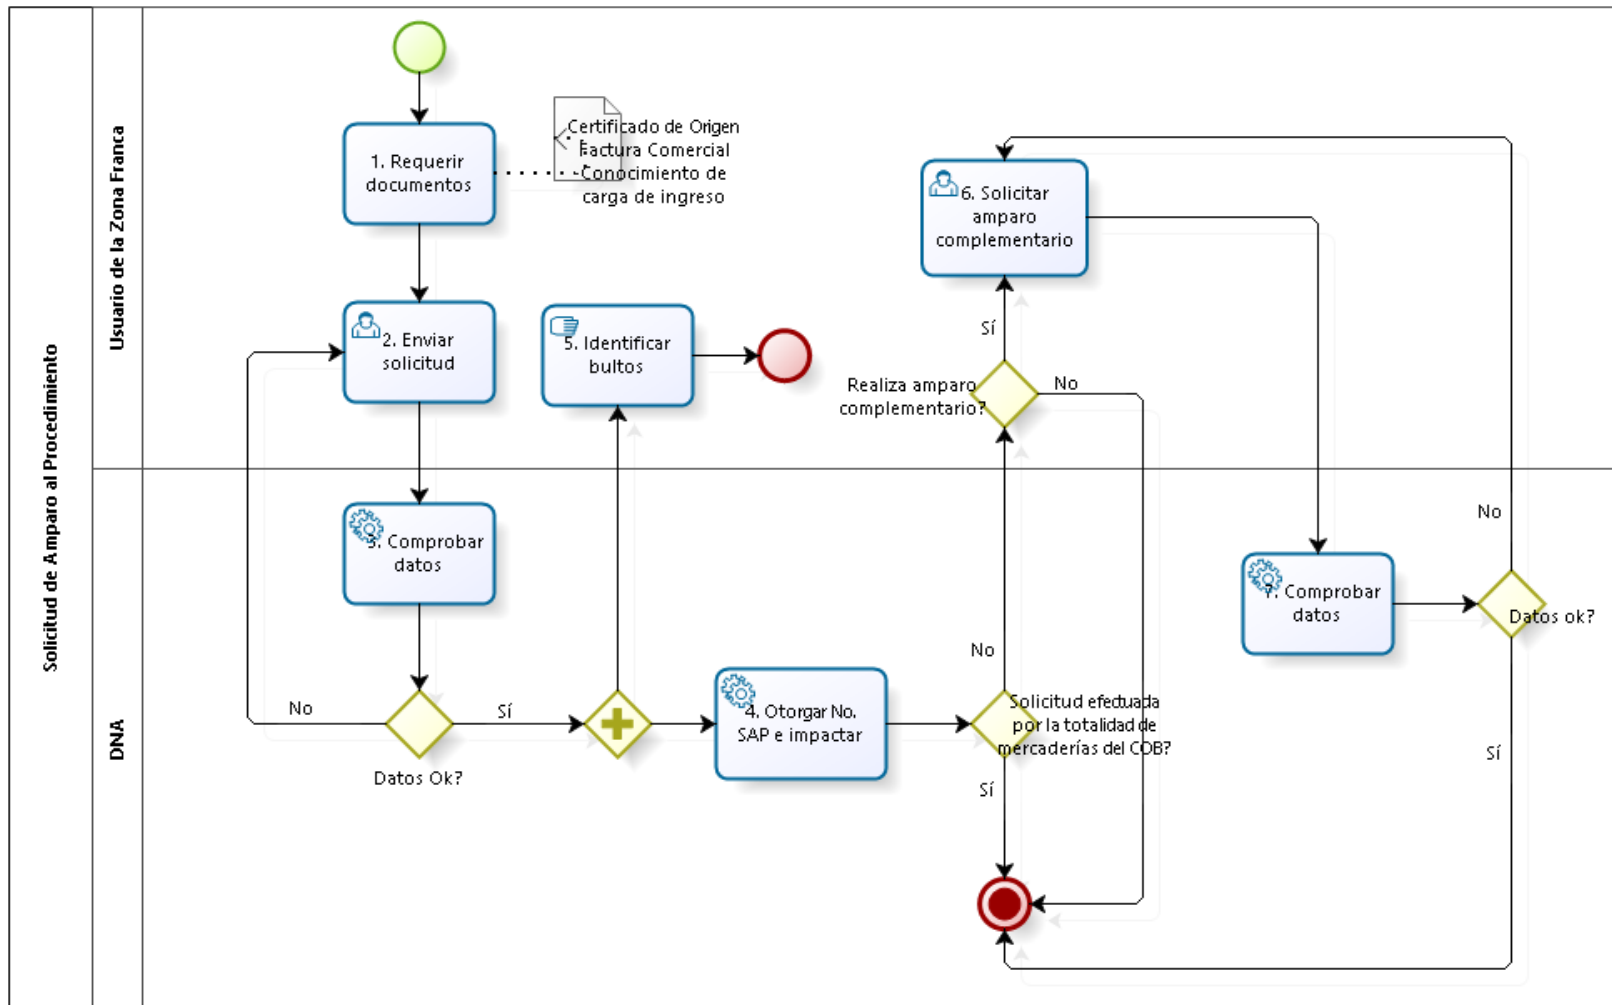 Solicitud de Amparo al Procedimiento
Usuario de la Zona Franca
DNA
1. Requerir
documentos
Certificado de Origen
Factura Comercial
Conocimiento de
carga de ingreso
2. Enviar
solicitud
3. Comprobar
datos
Datos Ok?
No
Sí
5. Identificar
bultos
4. Otorgar No.
SAP e impactar
Solicitud efectuada
por la totalidad de
mercaderías del COB?
No
Sí
Realiza amparo
complementario?
Sí
No
6. Solicitar
amparo
complementario
7. Comprobar
datos
Datos ok?
No
Sí